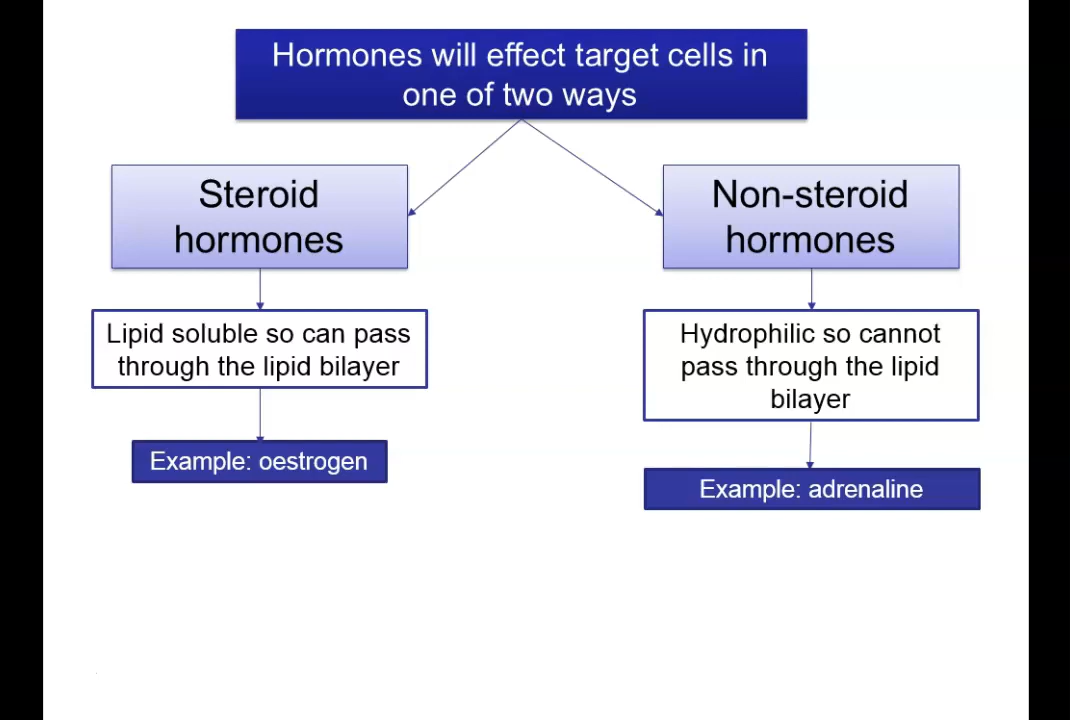 Hormones will effect target cells in
one of two ways
Steroid
hormones
Non-steroid
hormones
Lipid soluble so can pass
through the lipid bilayer
Hydrophilic so cannot
pass through the lipid
bilayer
Example: oestrogen
Example: adrenaline